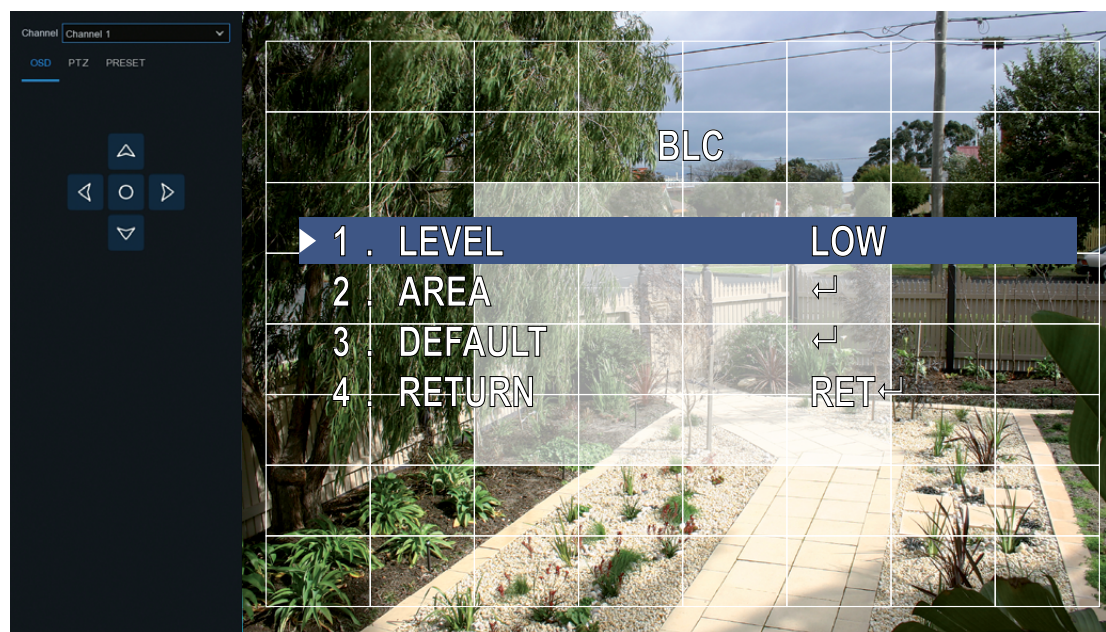 Channel Channel 1
OSD PTZ PRESET
BLC
1 . LEVEL LOW
2 . AREA ↵
3 . DEFAULT ↵
4 . RETURN RET↵